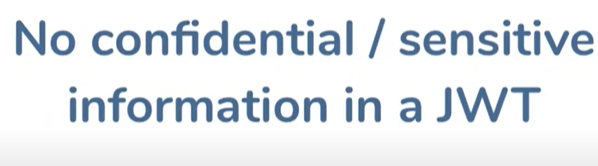 No confidential / sensitive
information in a JWT